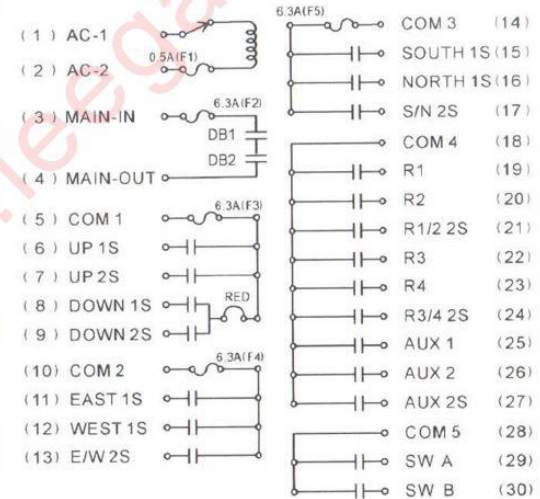 (1) AC-1
0.5A(F1)
(2) AC-2
6.3A(F2)
(3) MAIN-IN
DB1
DB2
(4) MAIN-OUT
6.3A(F3)
(5) COM 1
(6) UP 1S
(7) UP 2S
(8) DOWN 1S
RED
(9) DOWN 2S
6.3A(F4)
(10) COM 2
(11) EAST 1S
(12) WEST 1S
(13) E/W 2S
6.3A(F5)
COM 3 (14)
SOUTH 1S (15)
NORTH 1S (16)
S/N 2S (17)
COM 4 (18)
R1 (19)
R2 (20)
R1/2 2S (21)
R3 (22)
R4 (23)
R3/4 2S (24)
AUX 1 (25)
AUX 2 (26)
AUX 2S (27)
COM 5 (28)
SW A (29)
SW B (30)